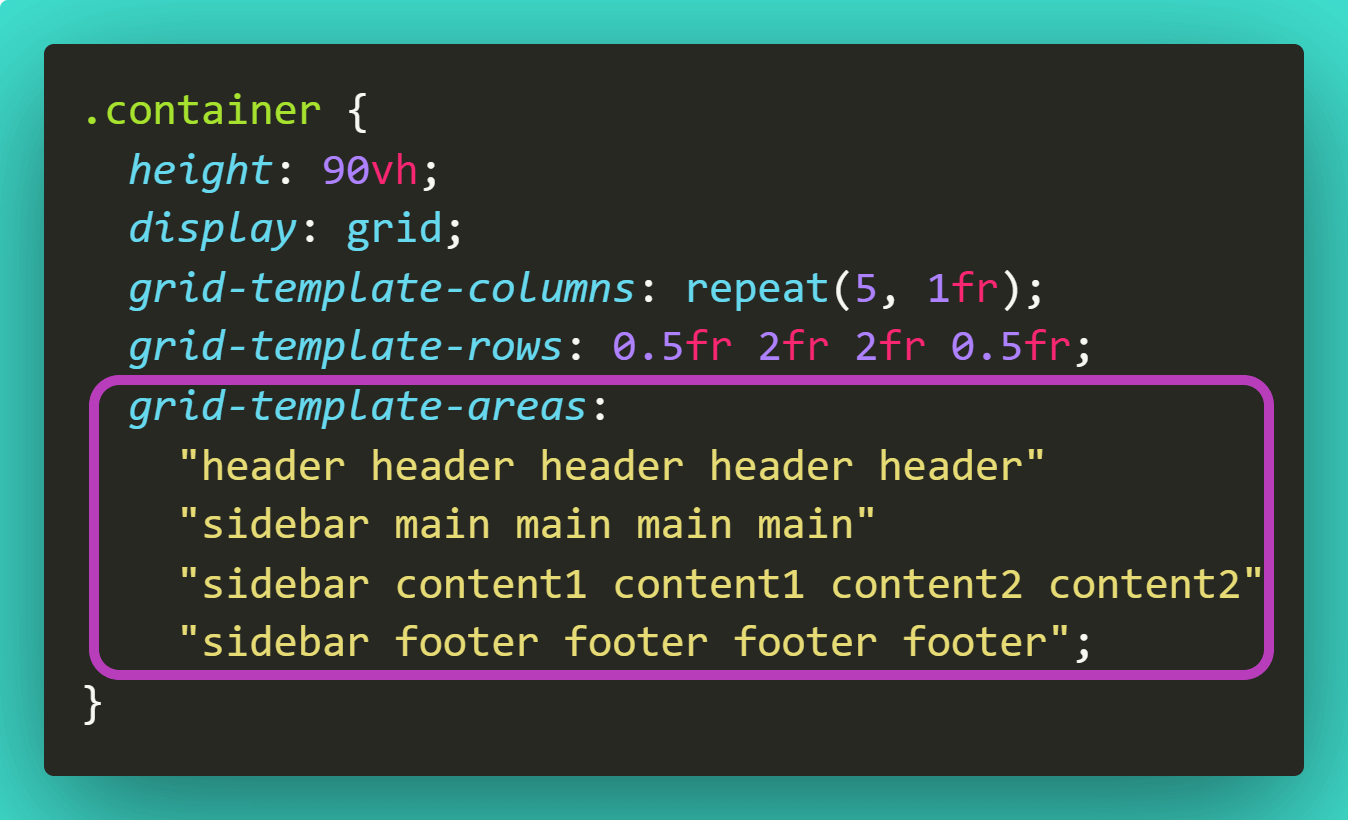 .container {
  height: 90vh;
  display: grid;
  grid-template-columns: repeat(5, 1fr);
  grid-template-rows: 0.5fr 2fr 2fr 0.5fr;
  grid-template-areas:
    "header header header header header"
    "sidebar main main main main"
    "sidebar content1 content1 content2 content2"
    "sidebar footer footer footer footer";
}